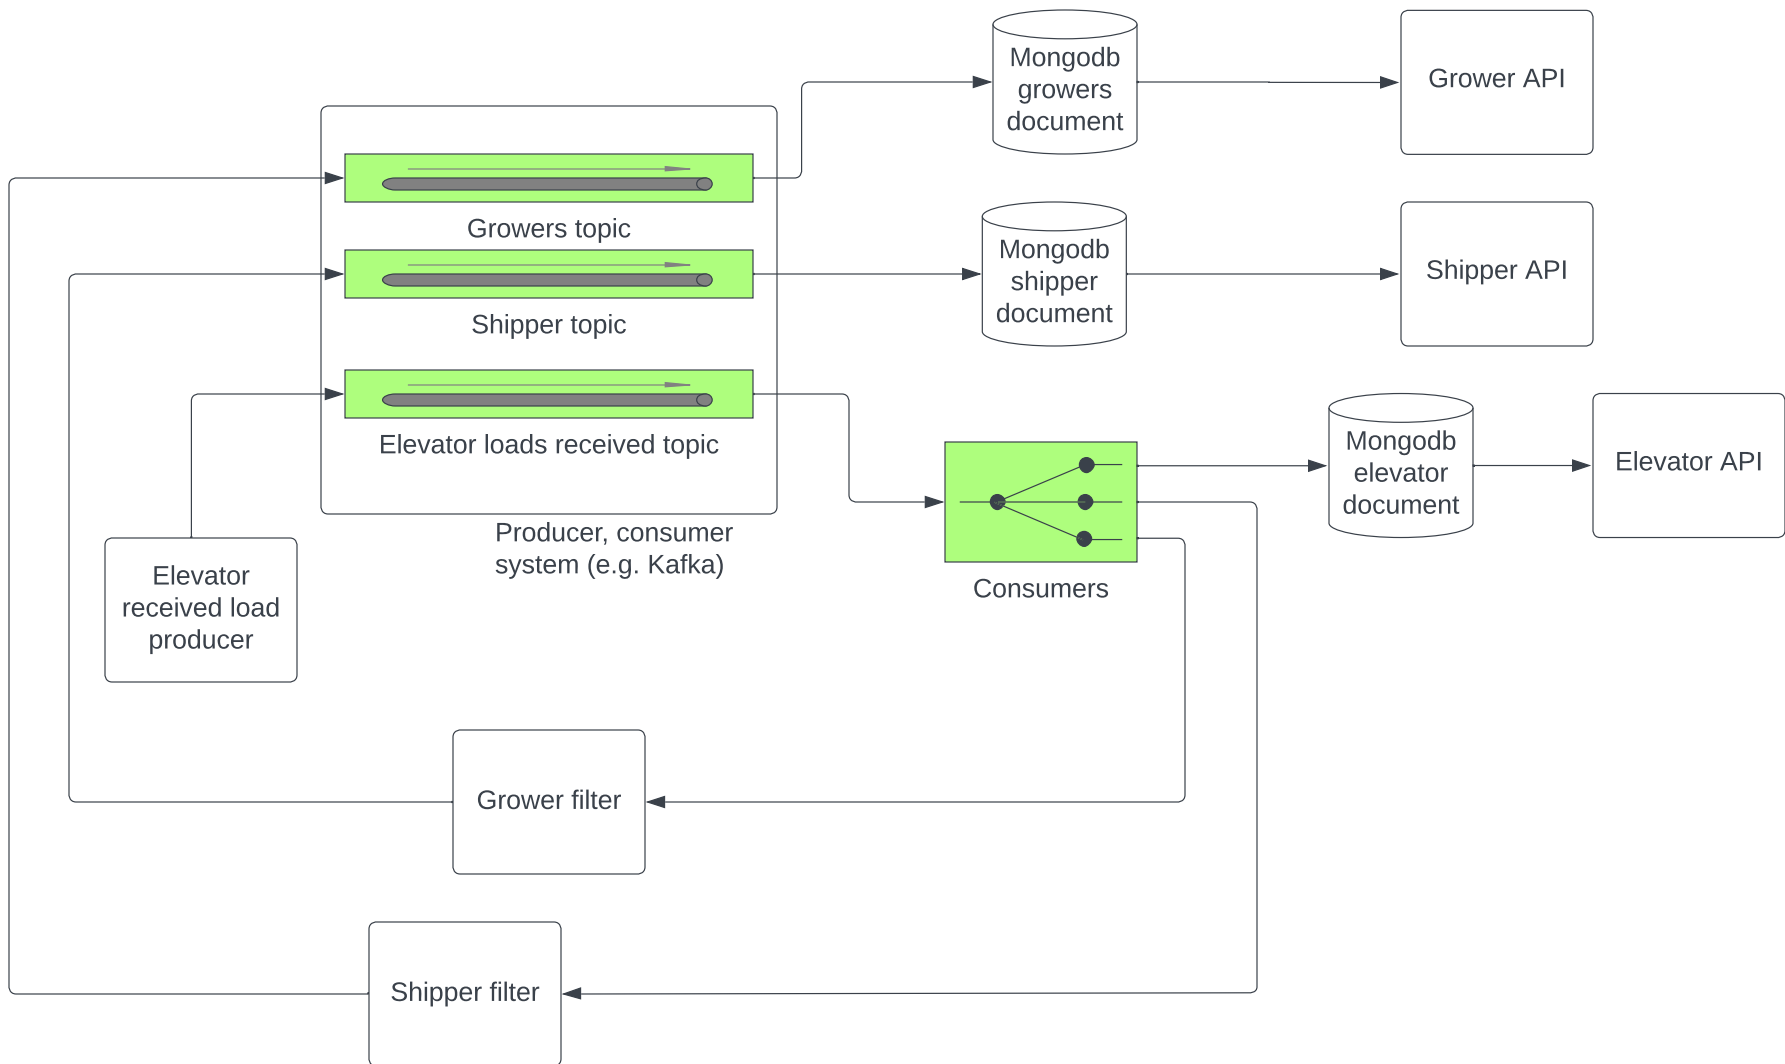 Mongodb
growers
document
Grower API
Growers topic
Mongodb
shipper
document
Shipper API
Shipper topic
Elevator loads received topic
Mongodb
elevator
document
Elevator API
Producer, consumer
system (e.g. Kafka)
Consumers
Elevator
received load
producer
Grower filter
Shipper filter